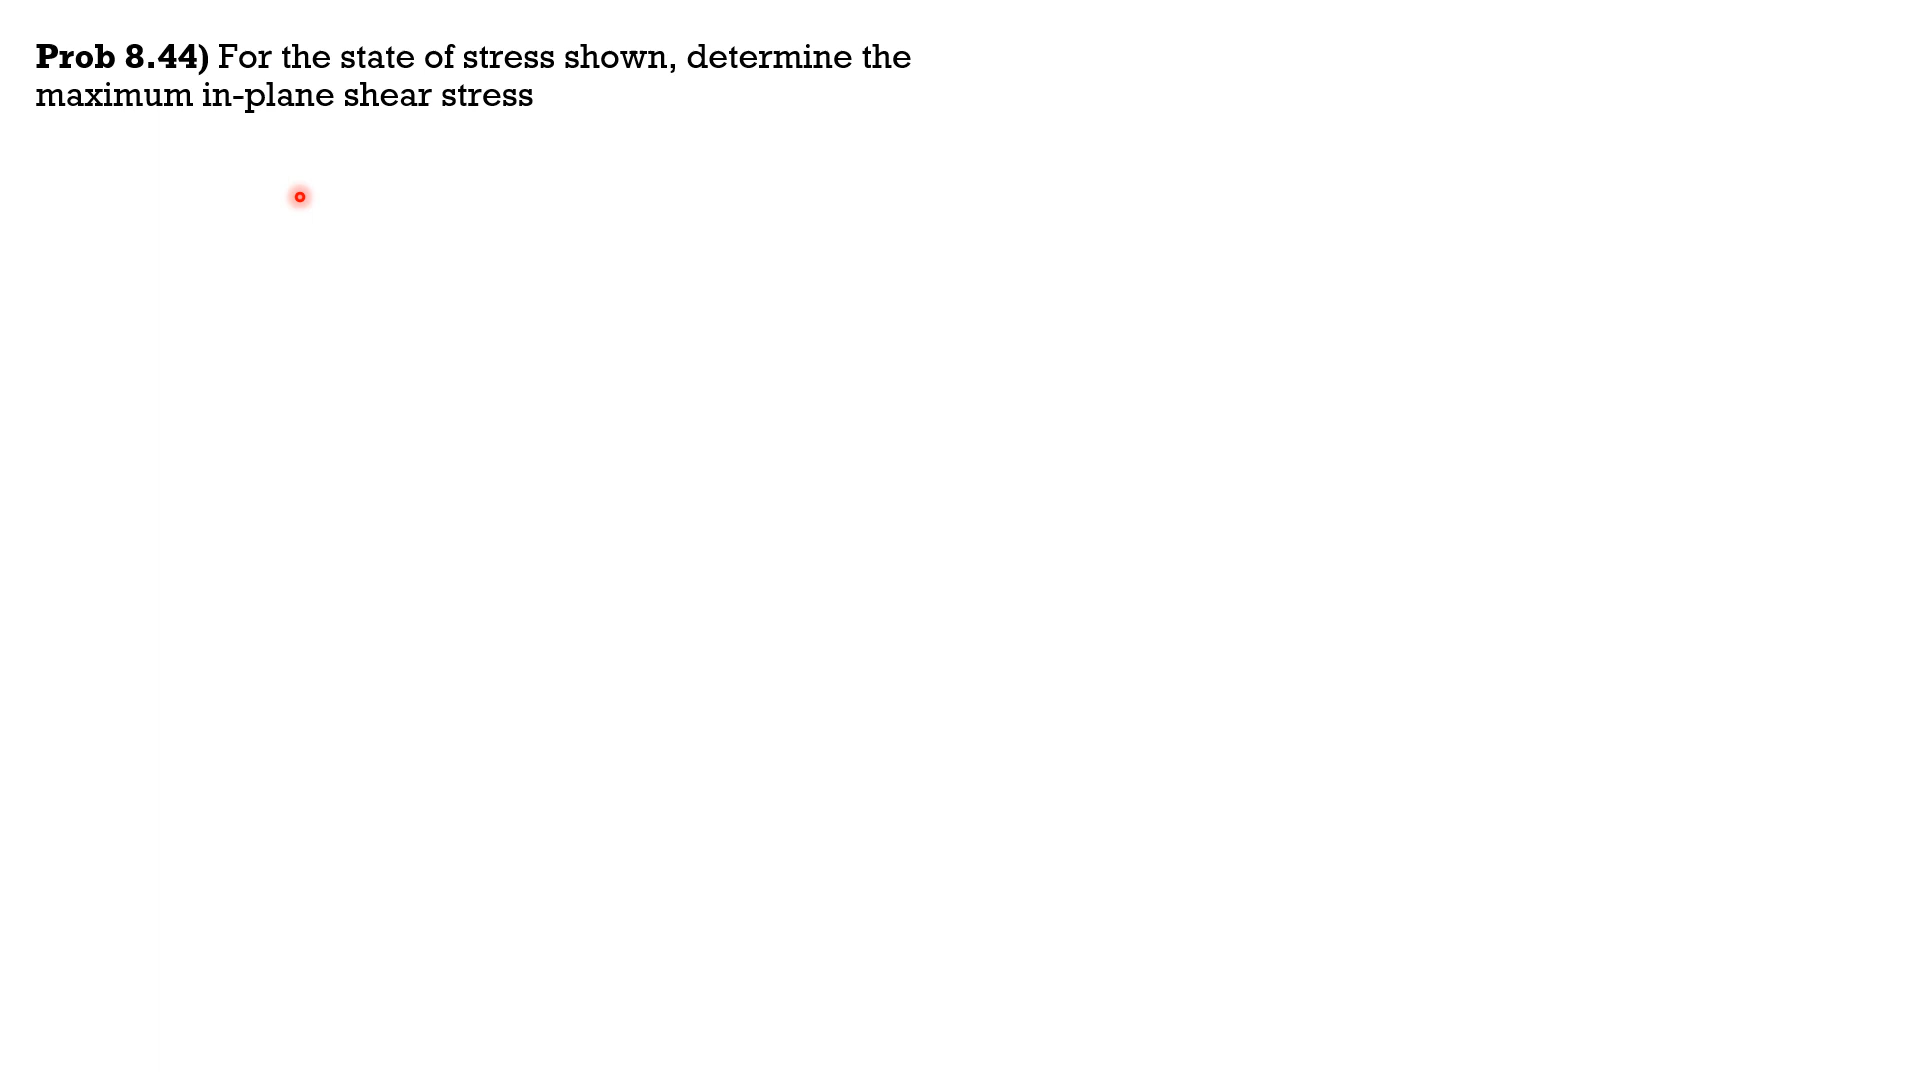 Prob 8.44) For the state of stress shown, determine the
maximum in-plane shear stress